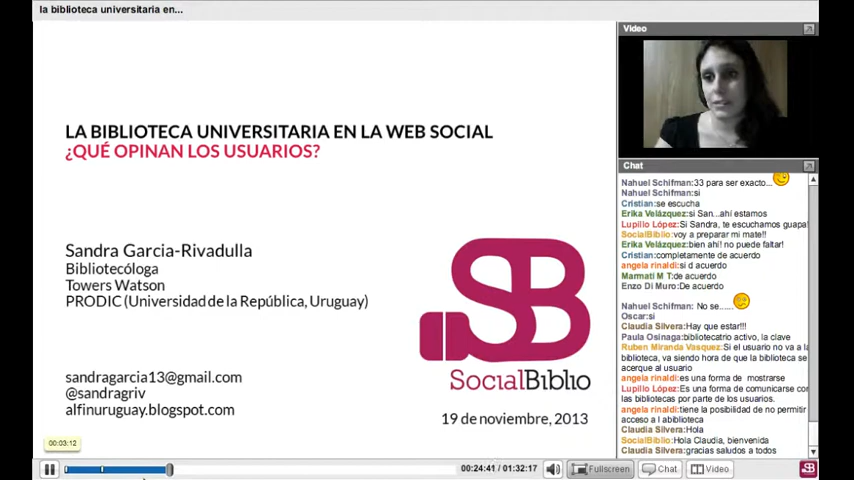 la biblioteca universitaria en...
LA BIBLIOTECA UNIVERSITARIA EN LA WEB SOCIAL
¿QUÉ OPINAN LOS USUARIOS?
Sandra Garcia-Rivadulla
Bibliotecóloga
Towers Watson
PRODIC (Universidad de la República, Uruguay)
sandragarcia13@gmail.com
@sandragriv
alfinuruguay.blogspot.com
SB
SocialBiblio
19 de noviembre, 2013
Video
Chat
Nahuel Schifman:33 para ser exacto...
Nahuel Schifman:si
Cristian:se escucha
Erika Velázquez:si San...ahí estamos
Lupillo López:Si Sandra, te escuchamos guapa!
SocialBiblio:voy a preparar mi mate!!
Erika Velázquez:bien ahí! no puede faltar!
Cristian:completamente de acuerdo
angela rinaldi:si d acuerdo
Marmati M T:de acuerdo
Enzo Di Muro:De acuerdo
Nahuel Schifman: No se......
Oscar:si
Claudia Silvera:Hay que estar!!!
Paula Osinaga:bibliotecatrio activo, la clave
Ruben Miranda Vasquez:Si el usuario no va a la
biblioteca, va siendo hora de que la biblioteca se
acerque al usuario
angela rinaldi:es una forma de mostrarse
Lupillo López:Es una forma de comunicarse con
las bibliotecas por parte de los usuarios.
angela rinaldi:tiene la posibilidad de no permitir
acceso a l abiblioteca
Claudia Silvera:Hola
SocialBiblio:Hola Claudia, bienvenida
Claudia Silvera:gracias saludos a todos
00:03:12
00:24:41 / 01:32:17
Fullscreen
Chat
Video
SB